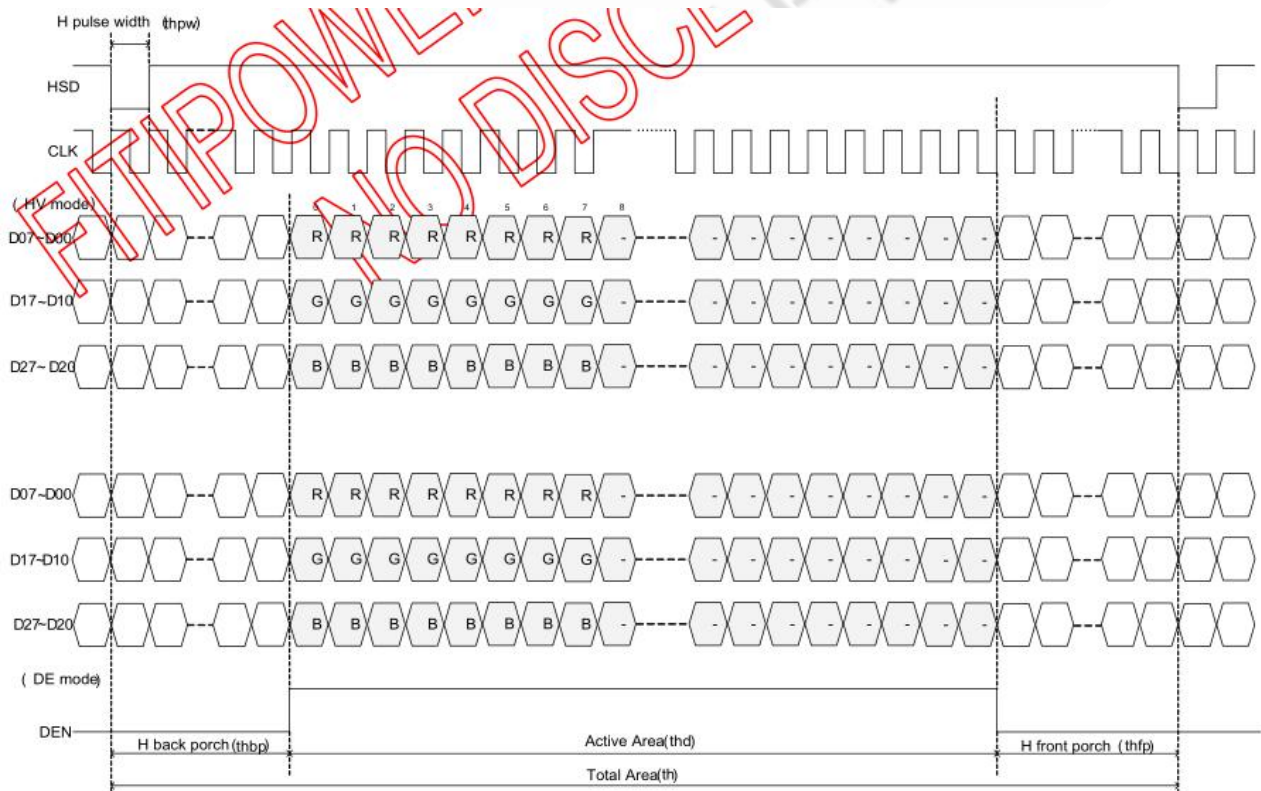 H pulse width (thpw)
HSD
CLK
( HV mode)
0 1 2 3 4 5 6 7 8
D07~D00 R R R R R R R R - - - - - - - - -
D17~D10 G G G G G G G G - - - - - - - - -
D27~ D20 B B B B B B B B - - - - - - - - -
D07~D00 R R R R R R R R - - - - - - - - -
D17~D10 G G G G G G G G - - - - - - - - -
D27~D20 B B B B B B B B - - - - - - - - -
( DE mode)
DEN
H back porch (thbp) Active Area(thd) H front porch (thfp)
Total Area(th)
FITIPOWE
NO DISCL